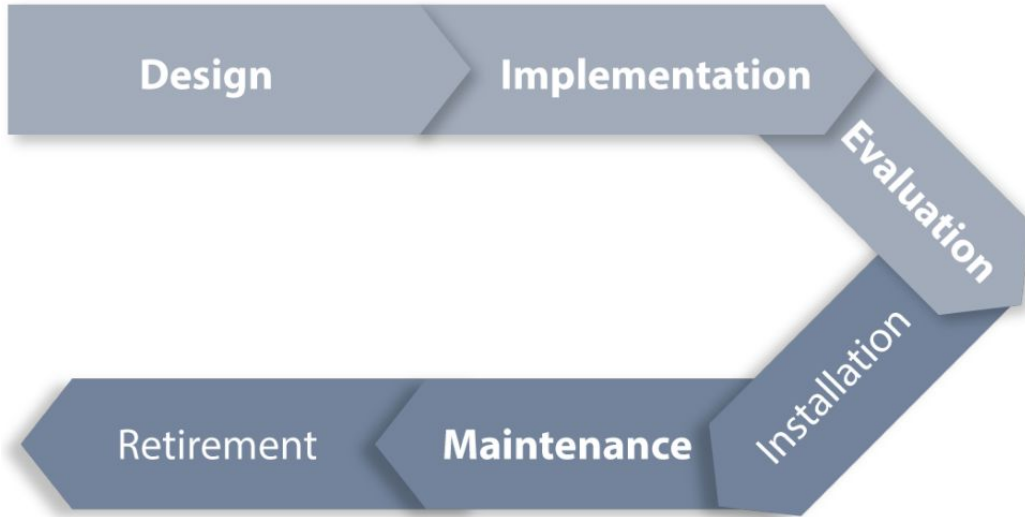 Design
Implementation
Evaluation
Installation
Maintenance
Retirement